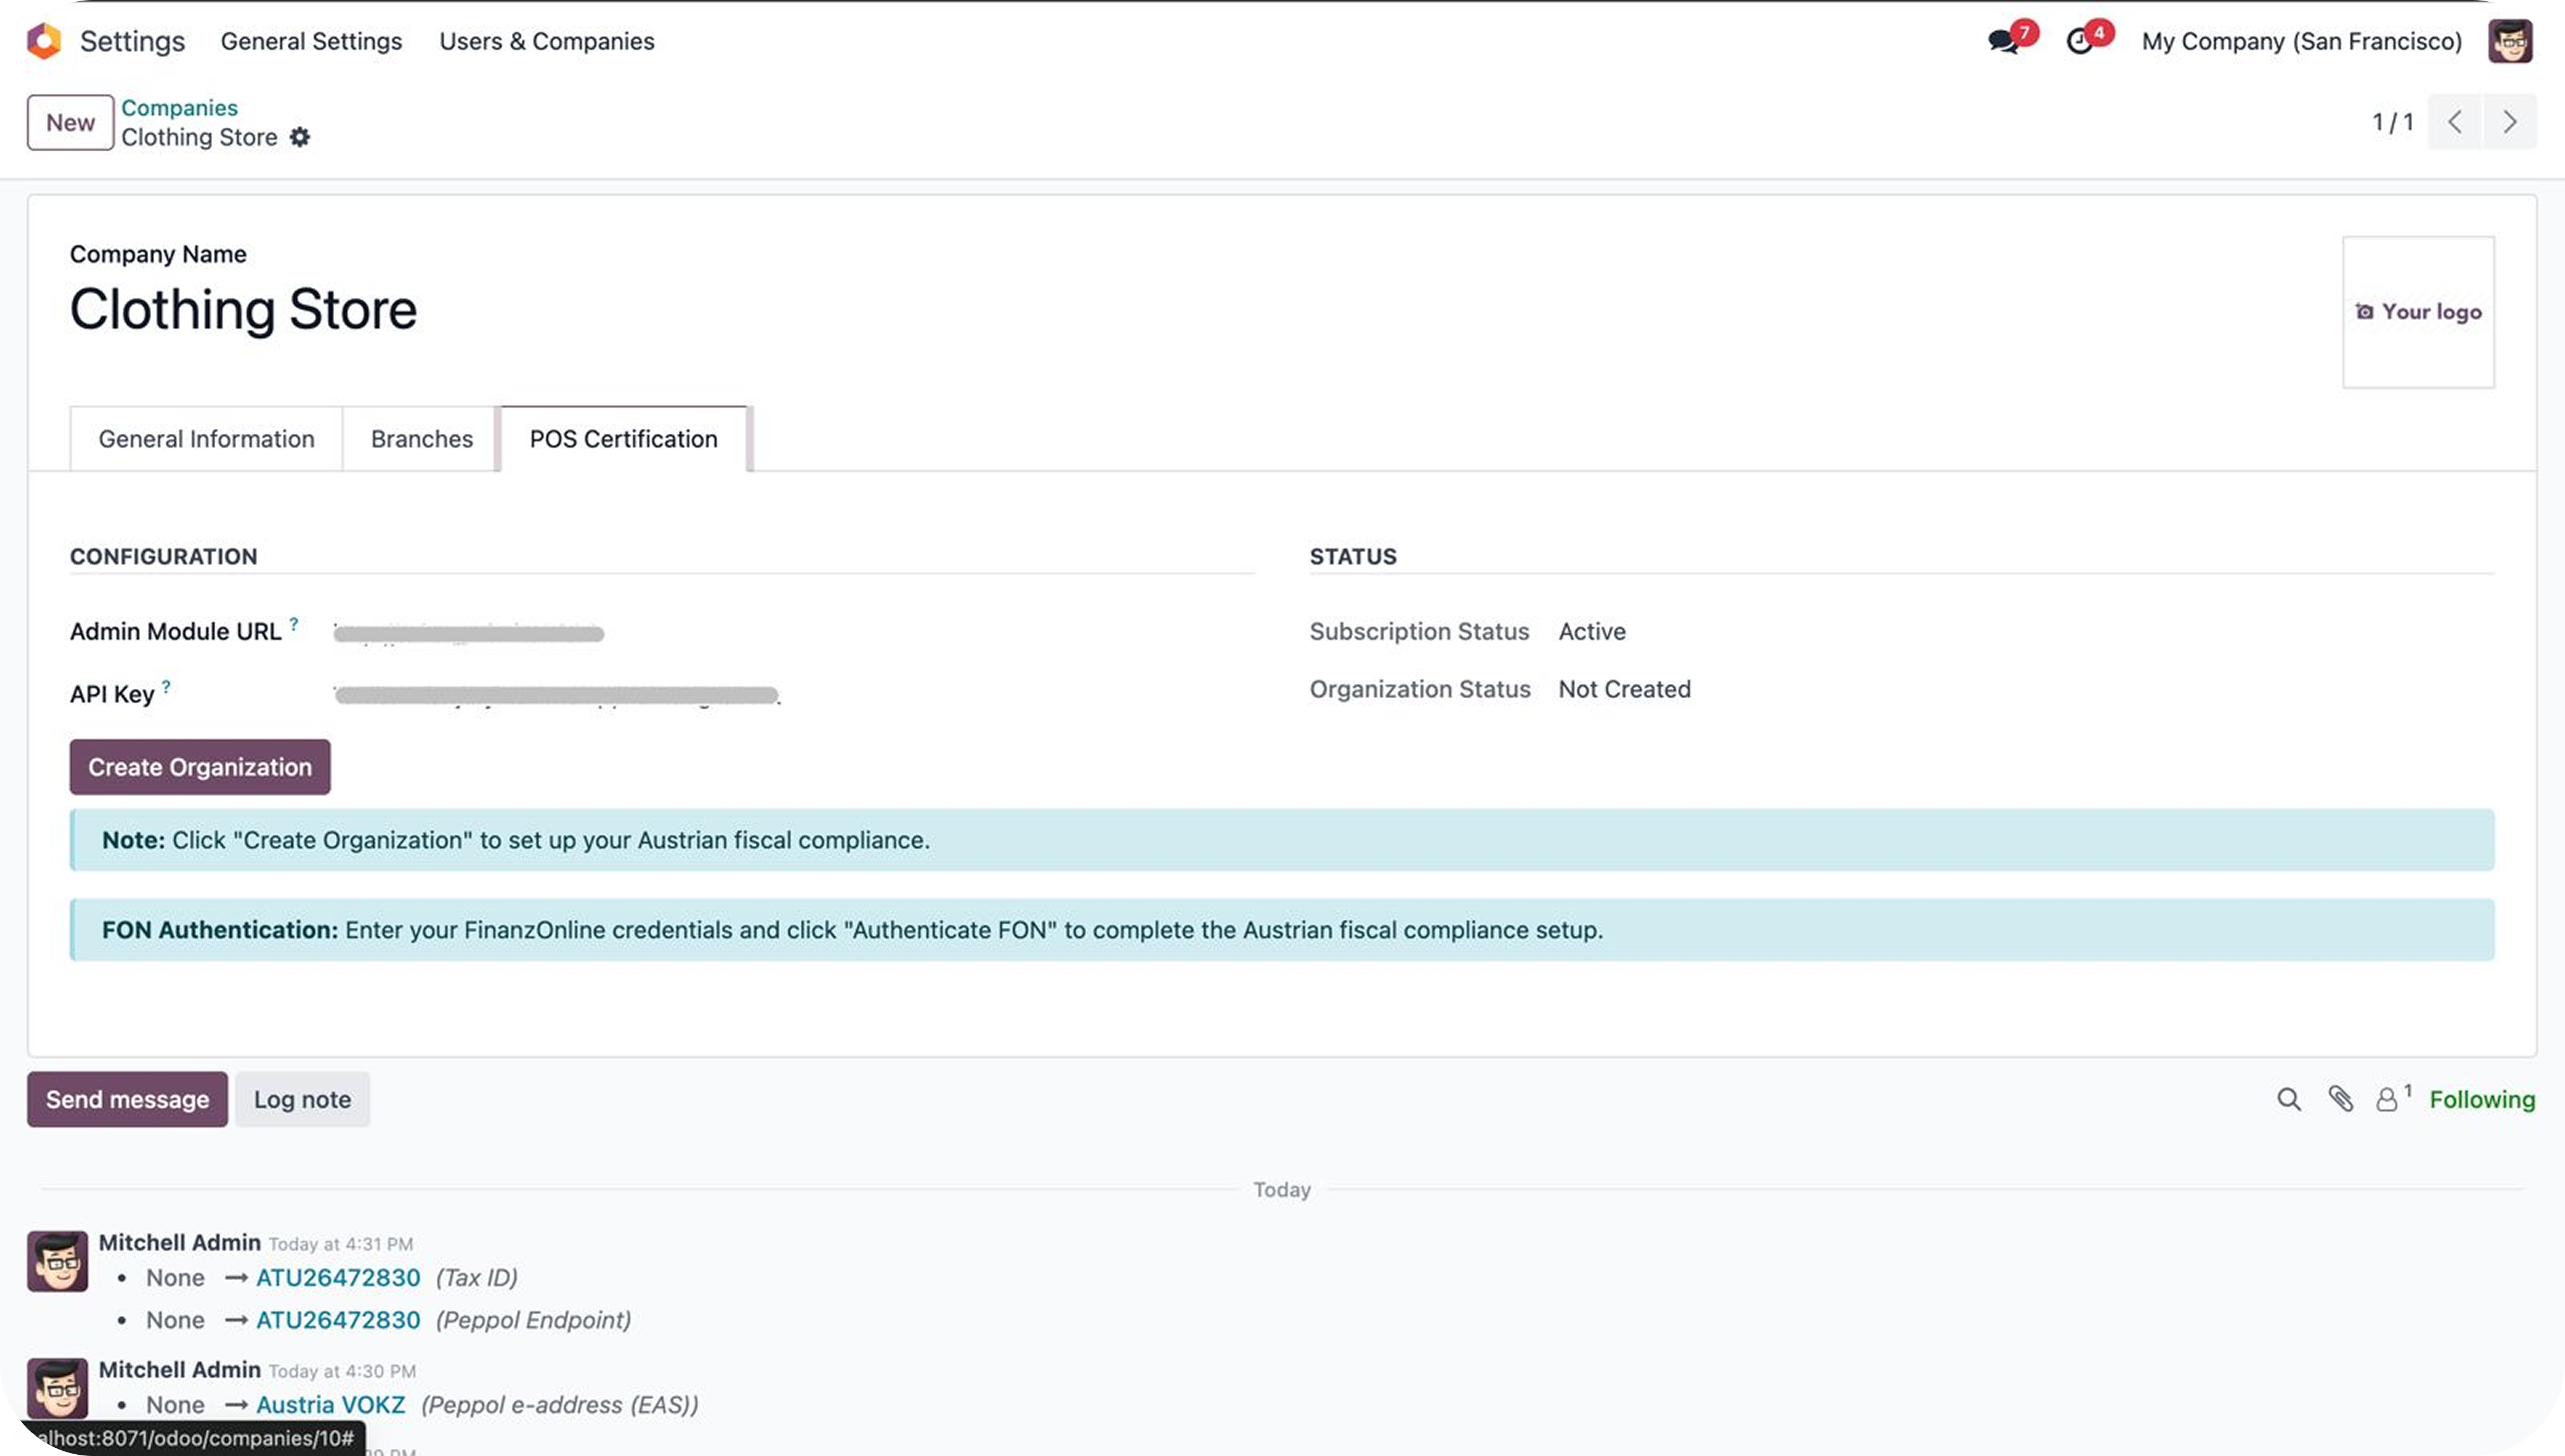 Settings General Settings Users & Companies 7 4 My Company (San Francisco)
New Companies 1 / 1
Clothing Store
Company Name
Clothing Store
Your logo
General Information Branches POS Certification
CONFIGURATION STATUS
Admin Module URL ? Subscription Status Active
API Key ? Organization Status Not Created
Create Organization
Note: Click "Create Organization" to set up your Austrian fiscal compliance.
FON Authentication: Enter your FinanzOnline credentials and click "Authenticate FON" to complete the Austrian fiscal compliance setup.
Send message Log note 1 Following
Today
Mitchell Admin Today at 4:31 PM
• None → ATU26472830 (Tax ID)
• None → ATU26472830 (Peppol Endpoint)
Mitchell Admin Today at 4:30 PM
• None → Austria VOKZ (Peppol e-address (EAS))
alhost:8071/odoo/companies/10#
PM